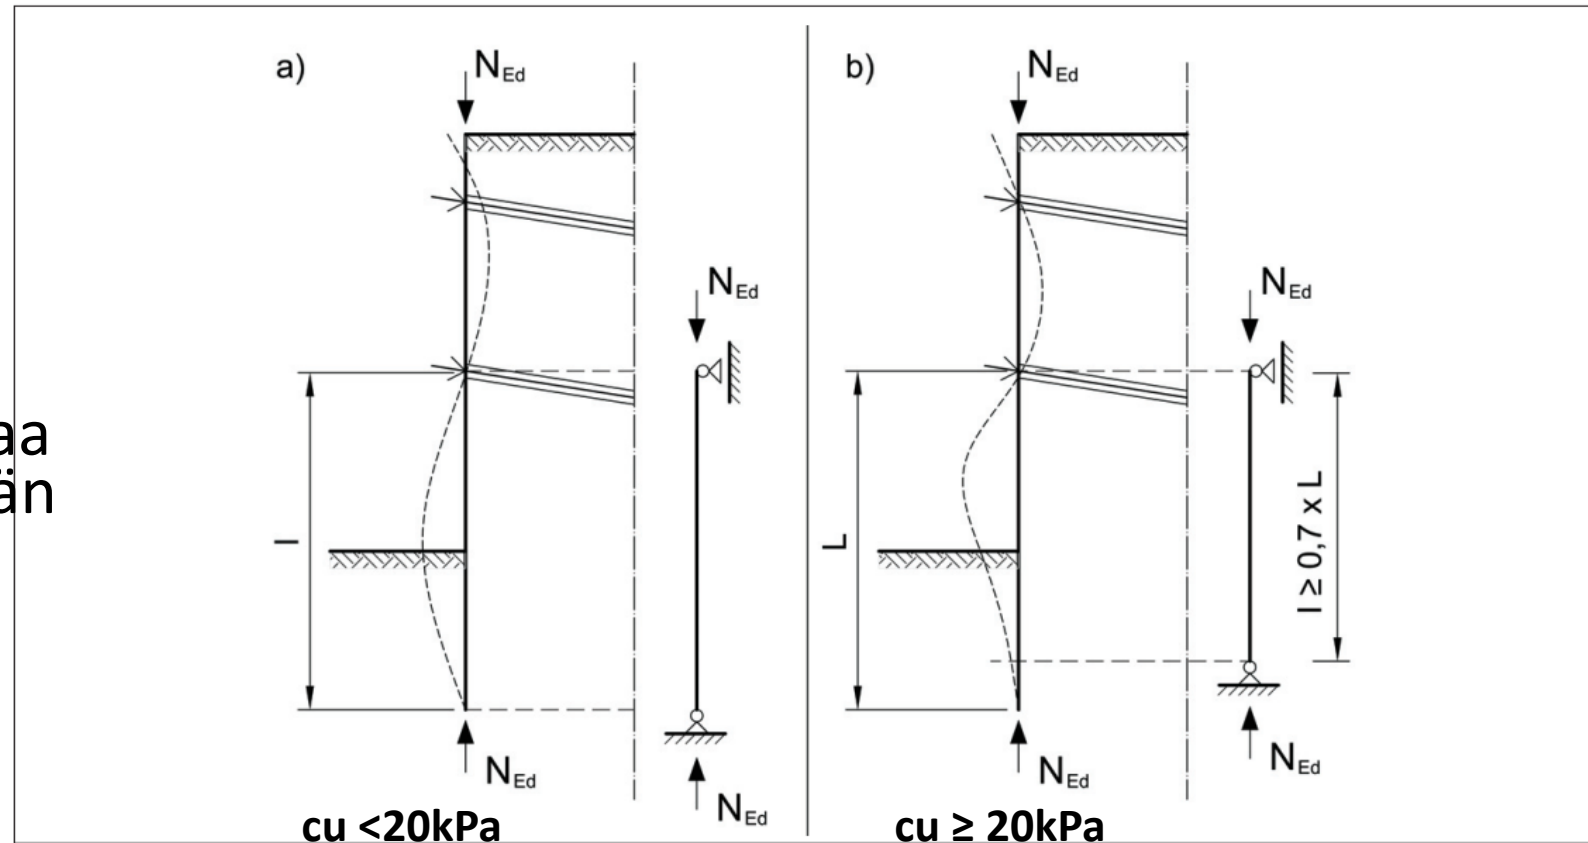 a)
N_Ed
b)
N_Ed
N_Ed
N_Ed
l
L
l ≥ 0,7 x L
N_Ed
N_Ed
N_Ed
N_Ed
cu <20kPa
cu ≥ 20kPa